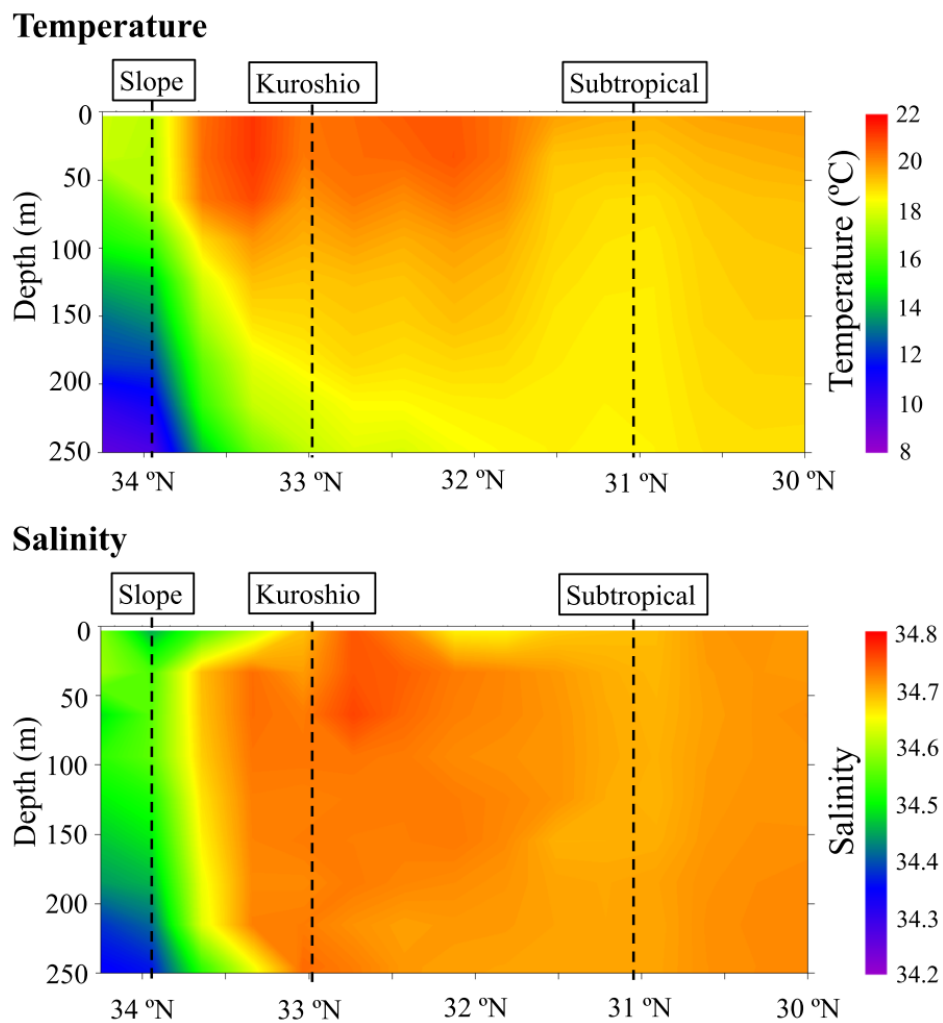 Temperature
Slope
Kuroshio
Subtropical
0
50
100
150
200
250
Depth (m)
34 ºN
33 ºN
32 ºN
31 ºN
30 ºN
22
20
18
16
14
12
10
8
Temperature (ºC)
Salinity
Slope
Kuroshio
Subtropical
0
50
100
150
200
250
Depth (m)
34 ºN
33 ºN
32 ºN
31 ºN
30 ºN
34.8
34.7
34.6
34.5
34.4
34.3
34.2
Salinity